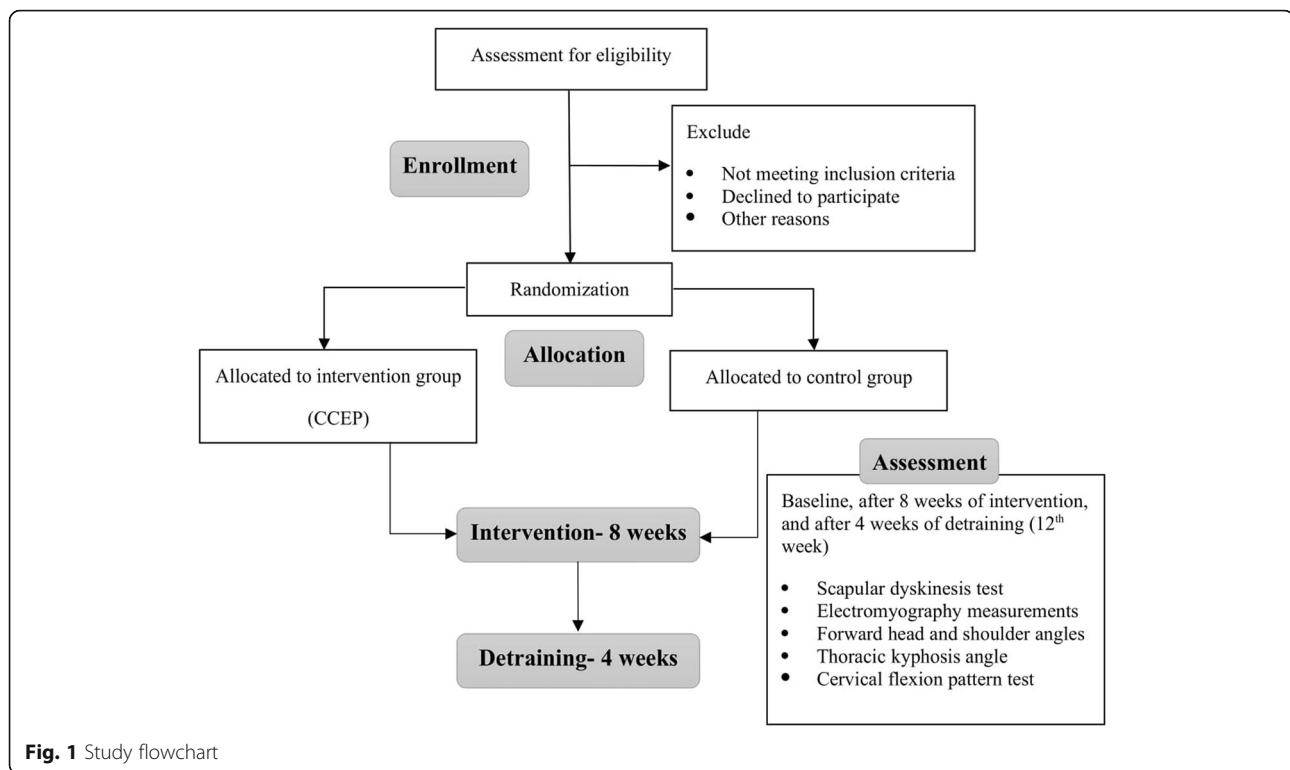 Assessment for eligibility
Exclude
• Not meeting inclusion criteria
• Declined to participate
• Other reasons
Enrollment
Randomization
Allocation
Allocated to intervention group
(CCEP)
Allocated to control group
Assessment
Baseline, after 8 weeks of intervention,
and after 4 weeks of detraining (12th
week)
• Scapular dyskinesis test
• Electromyography measurements
• Forward head and shoulder angles
• Thoracic kyphosis angle
• Cervical flexion pattern test
Intervention- 8 weeks
Detraining- 4 weeks
Fig. 1 Study flowchart